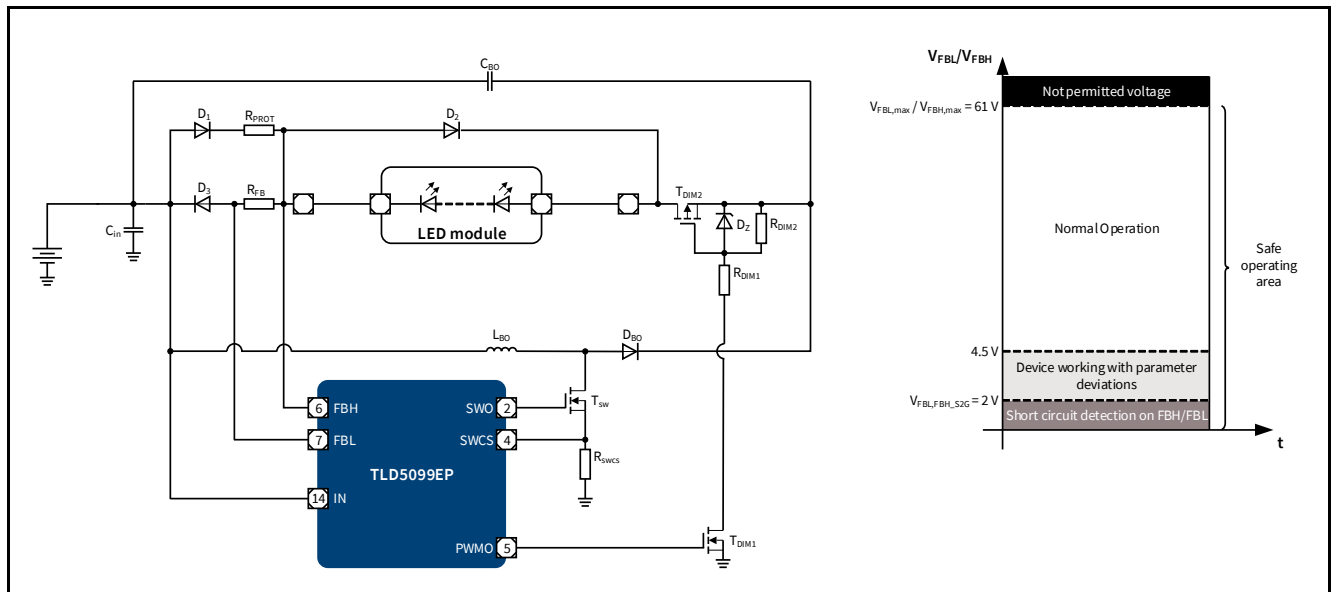 C_BO
D_1
R_PROT
D_2
D_3
R_FB
C_in
LED module
T_DIM2
D_Z
R_DIM2
R_DIM1
L_BO
D_BO
T_sw
6 FBH
SWO 2
7 FBL
SWCS 4
R_swcs
TLD5099EP
14 IN
PWMO 5
T_DIM1
V_FBL/V_FBH
Not permitted voltage
V_FBL,max / V_FBH,max = 61 V
Normal Operation
Safe
operating
area
4.5 V
Device working with parameter
deviations
V_FBL,FBH_S2G = 2 V
Short circuit detection on FBH/FBL
t